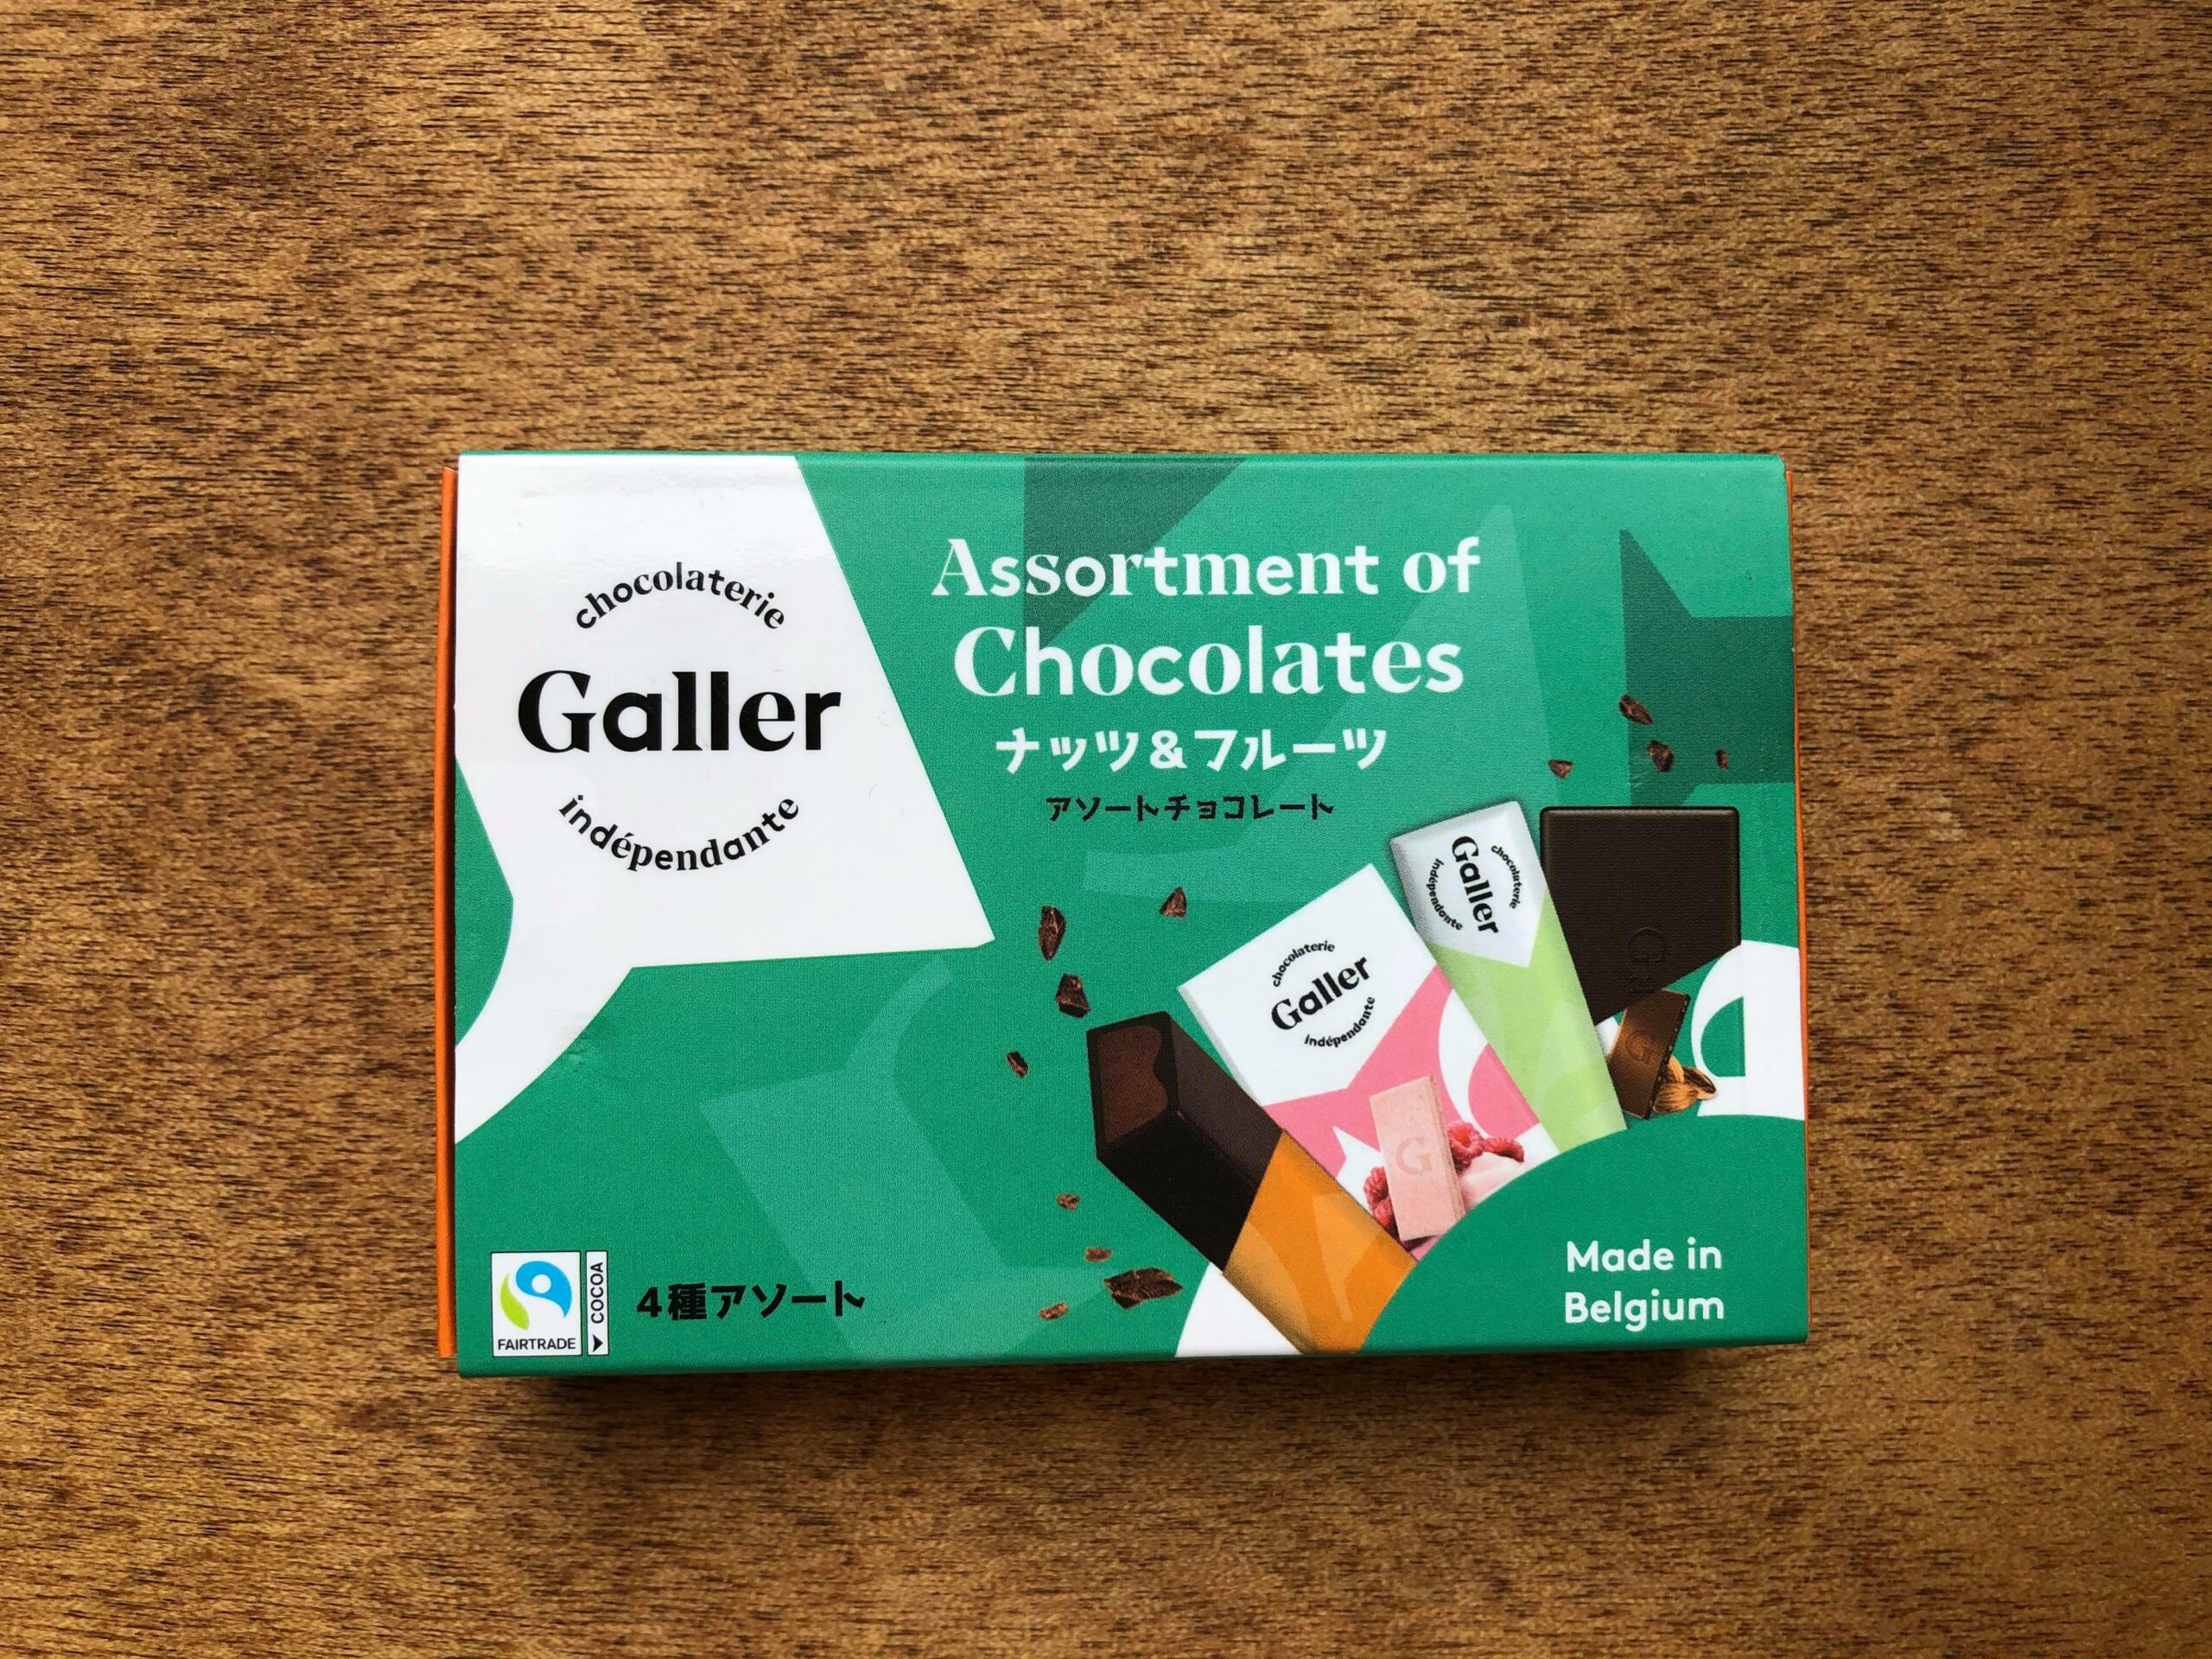 chocolaterie
Galler
indépendante
Assortment of
Chocolates
ナッツ&フルーツ
アソートチョコレート
chocolaterie
Galler
indépendante
chocolaterie
Galler
indépendante
G
G
FAIRTRADE
COCOA
4種アソート
Made in
Belgium